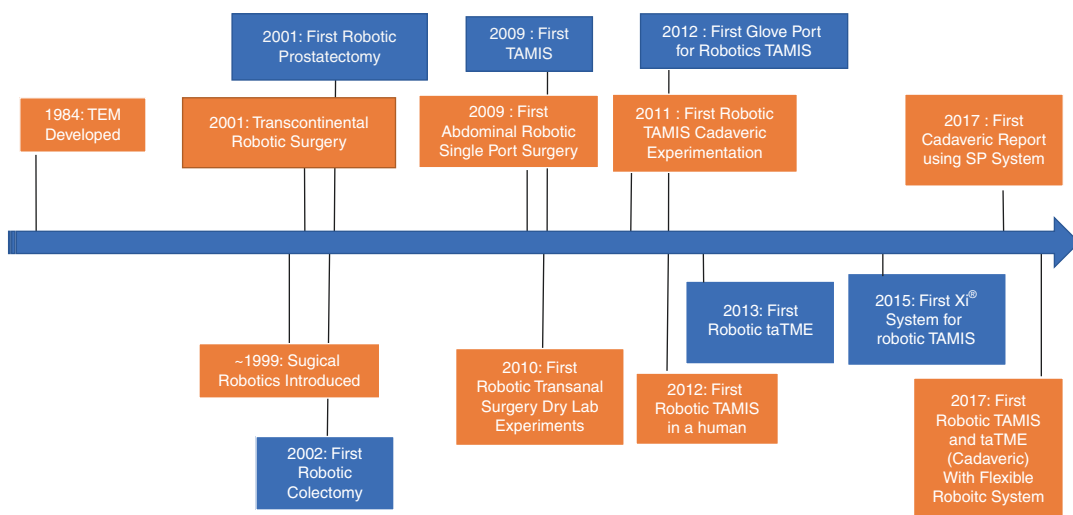 1984: TEM
Developed
2001: First Robotic
Prostatectomy
2001: Transcontinental
Robotic Surgery
2009 : First
TAMIS
2009 : First
Abdominal Robotic
Single Port Surgery
2012 : First Glove Port
for Robotics TAMIS
2011 : First Robotic
TAMIS Cadaveric
Experimentation
2017 : First
Cadaveric Report
using SP System
~1999: Sugical
Robotics Introduced
2002: First
Robotic
Colectomy
2010: First
Robotic Transanal
Surgery Dry Lab
Experiments
2012: First
Robotic TAMIS
in a human
2013: First
Robotic taTME
2015: First Xi®
System for
robotic TAMIS
2017: First
Robotic TAMIS
and taTME
(Cadaveric)
With Flexible
Roboitc System